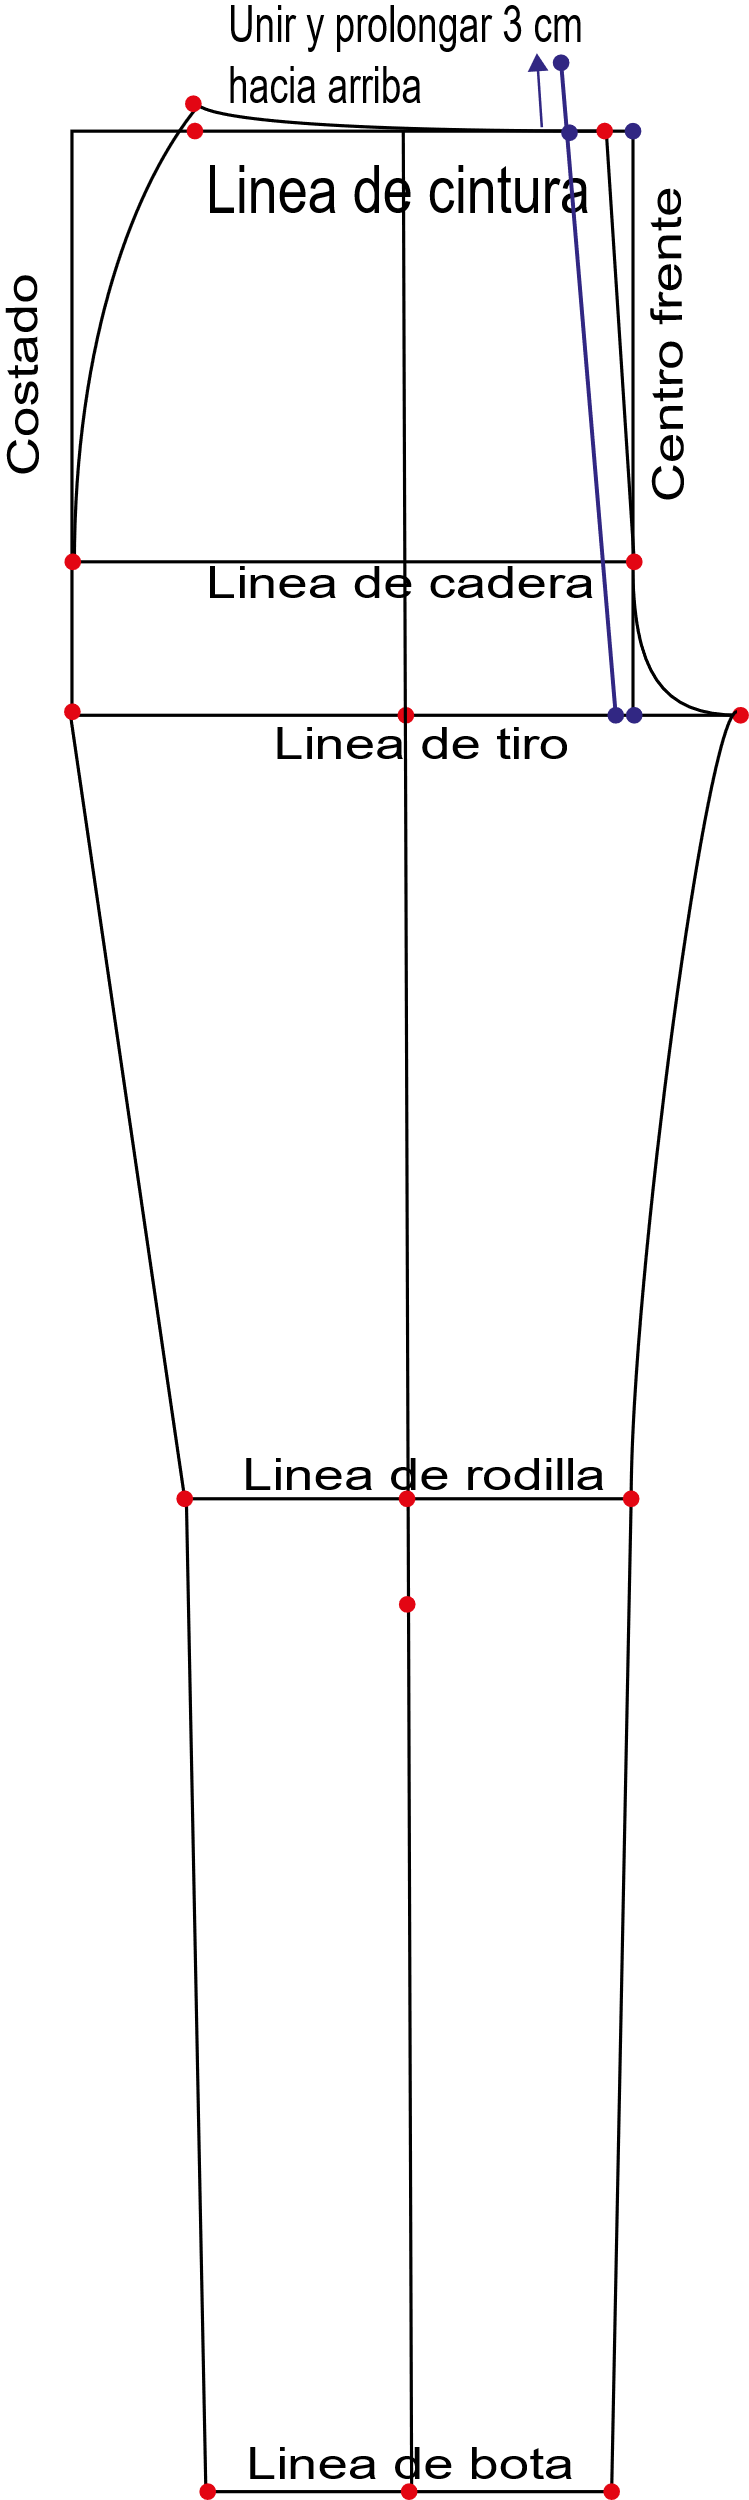 Unir y prolongar 3 cm
hacia arriba
Linea de cintura
Costado
Centro frente
Linea de cadera
Linea de tiro
Linea de rodilla
Linea de bota